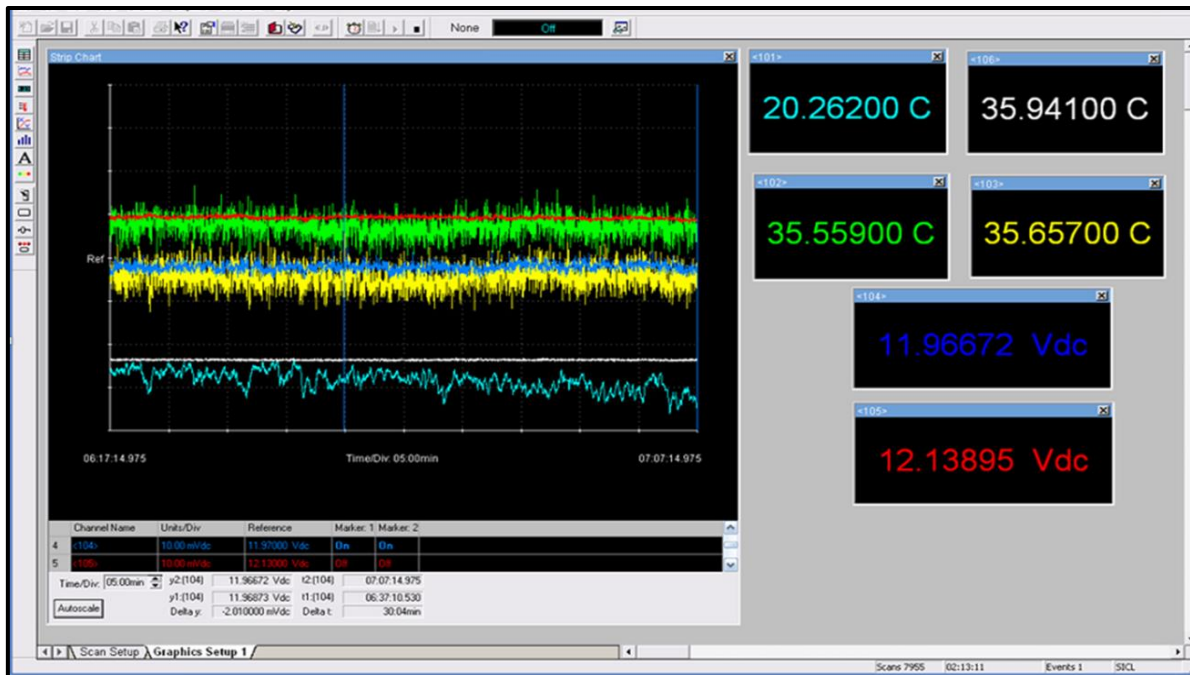 None Off
Strip Chart
<101>
20.26200 C
<106>
35.94100 C
<102>
35.55900 C
<103>
35.65700 C
<104>
11.96672 Vdc
<105>
12.13895 Vdc
Ref
06:17:14.975 Time/Div: 05:00min 07:07:14.975
Channel Name Units/Div Reference Marker: 1 Marker: 2
4 <104> 10.00 mVdc 11.97000 Vdc On On
5 <105> 10.00 mVdc 12.13000 Vdc Off Off
Time/Div: 05:00min y2:(104) 11.96672 Vdc t2:(104) 07:07:14.975
y1:(104) 11.96873 Vdc t1:(104) 06:37:10.530
Autoscale Delta y: -2.010000 mVdc Delta t: 30:04min
Scan Setup Graphics Setup 1
Scans 7955 02:13:11 Events 1 SICL